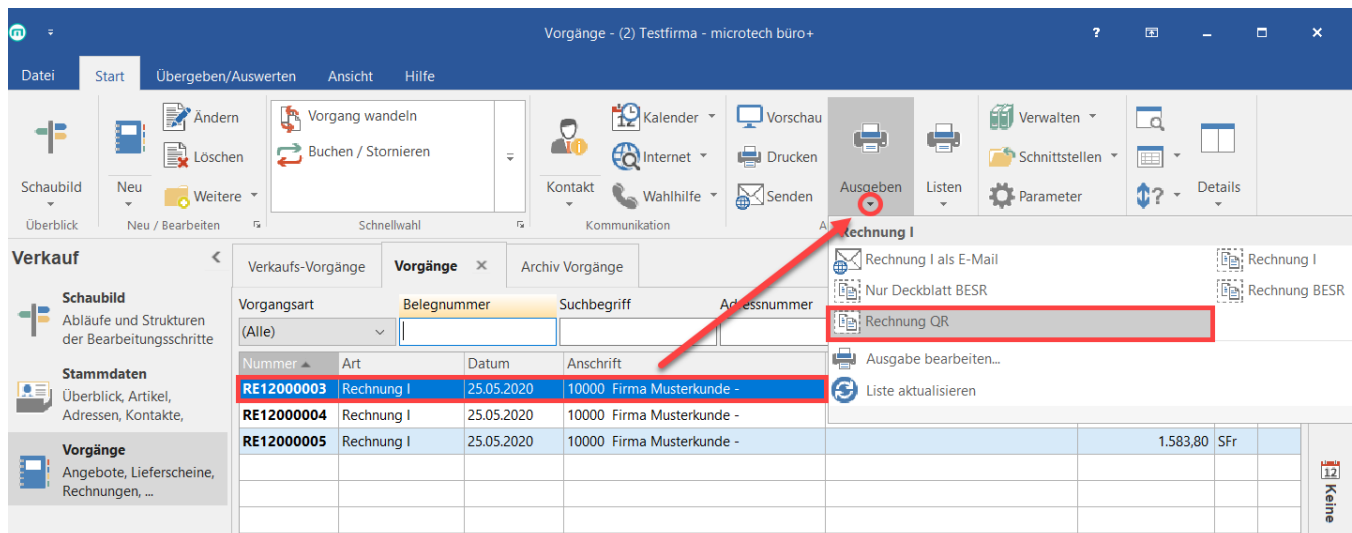 Vorgänge - (2) Testfirma - microtech büro+
?
Datei Start Übergeben/Auswerten Ansicht Hilfe
Schaubild
Überblick
Neu
Ändern
Löschen
Weitere
Neu / Bearbeiten
Vorgang wandeln
Buchen / Stornieren
Schnellwahl
Kontakt
Kalender
Internet
Wahlhilfe
Kommunikation
Vorschau
Drucken
Senden
A
Ausgeben
Listen
Verwalten
Schnittstellen
Parameter
Details
Rechnung I
Rechnung I als E-Mail
Rechnung I
Nur Deckblatt BESR
Rechnung BESR
Rechnung QR
Ausgabe bearbeiten...
Liste aktualisieren
Verkauf
Schaubild
Abläufe und Strukturen
der Bearbeitungsschritte
Stammdaten
Überblick, Artikel,
Adressen, Kontakte,
Vorgänge
Angebote, Lieferscheine,
Rechnungen, ...
Verkaufs-Vorgänge Vorgänge Archiv Vorgänge
Vorgangsart Belegnummer Suchbegriff Adressnummer
(Alle)
Nummer Art Datum Anschrift
RE12000003 Rechnung I 25.05.2020 10000 Firma Musterkunde -
RE12000004 Rechnung I 25.05.2020 10000 Firma Musterkunde -
RE12000005 Rechnung I 25.05.2020 10000 Firma Musterkunde - 1.583,80 SFr
12
Keine